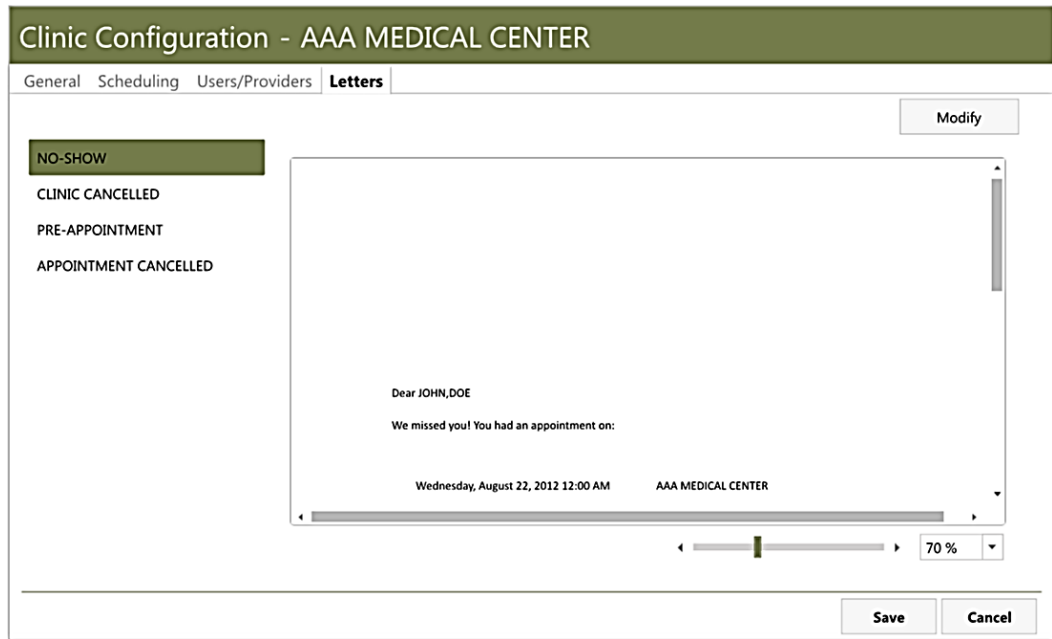 Clinic Configuration - AAA MEDICAL CENTER
General Scheduling Users/Providers Letters
Modify
NO-SHOW
CLINIC CANCELLED
PRE-APPOINTMENT
APPOINTMENT CANCELLED
Dear JOHN,DOE
We missed you! You had an appointment on:
Wednesday, August 22, 2012 12:00 AM AAA MEDICAL CENTER
70 %
Save Cancel